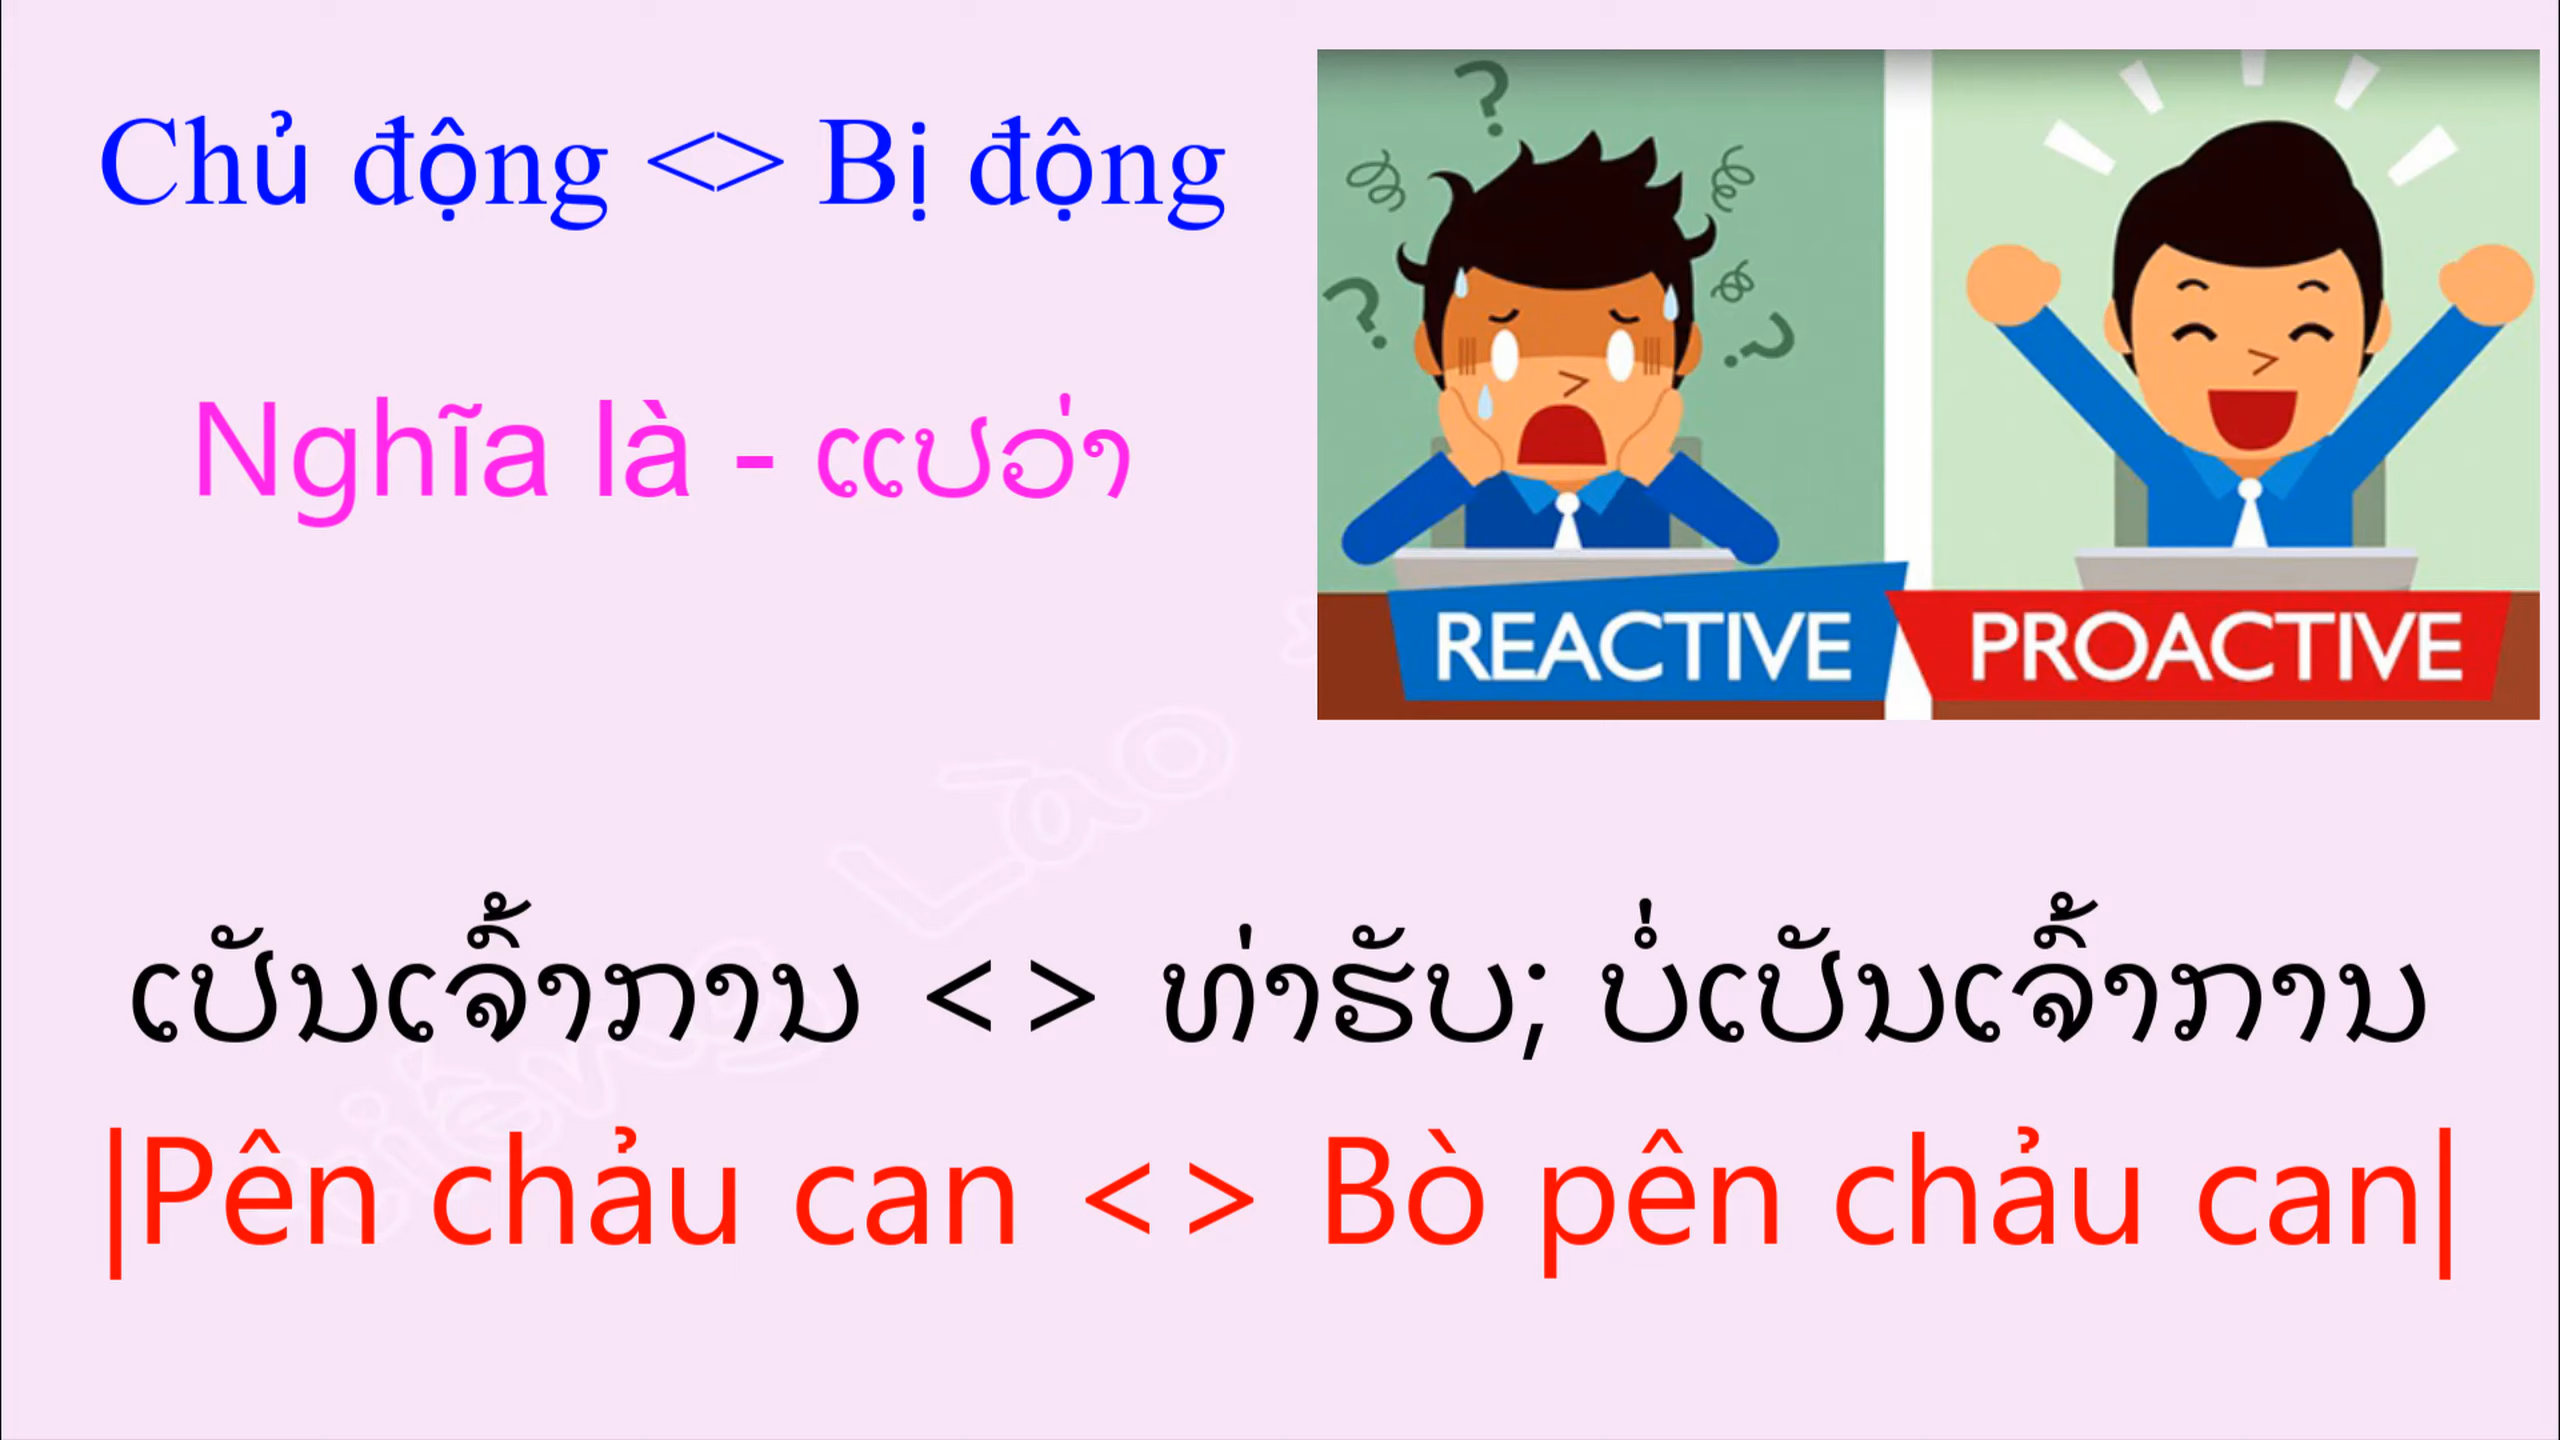 Chủ động <> Bị động
Nghĩa là - ແປວ່າ
REACTIVE PROACTIVE
ເປັນເຈົ້າການ <> ທ່າຮັບ; ບໍ່ເປັນເຈົ້າການ
|Pên chảu can <> Bò pên chảu can|